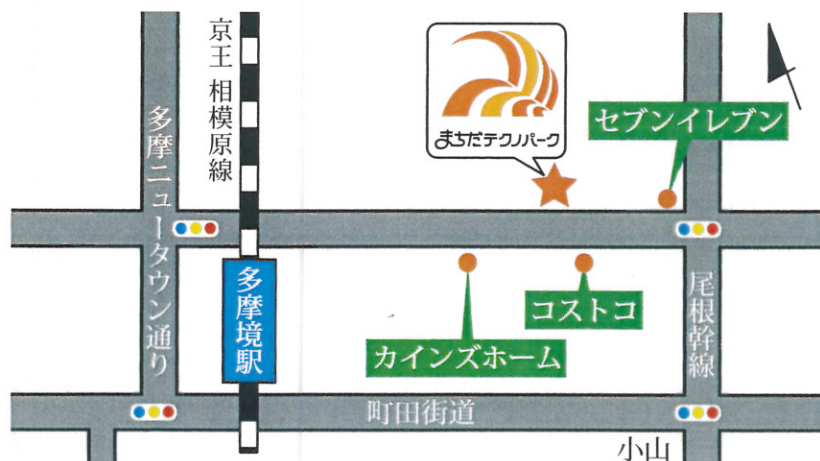 京王 相模原線
多摩ニュータウン通り
まちだテクノパーク
セブンイレブン
多摩境駅
カインズホーム
コストコ
尾根幹線
町田街道
小山